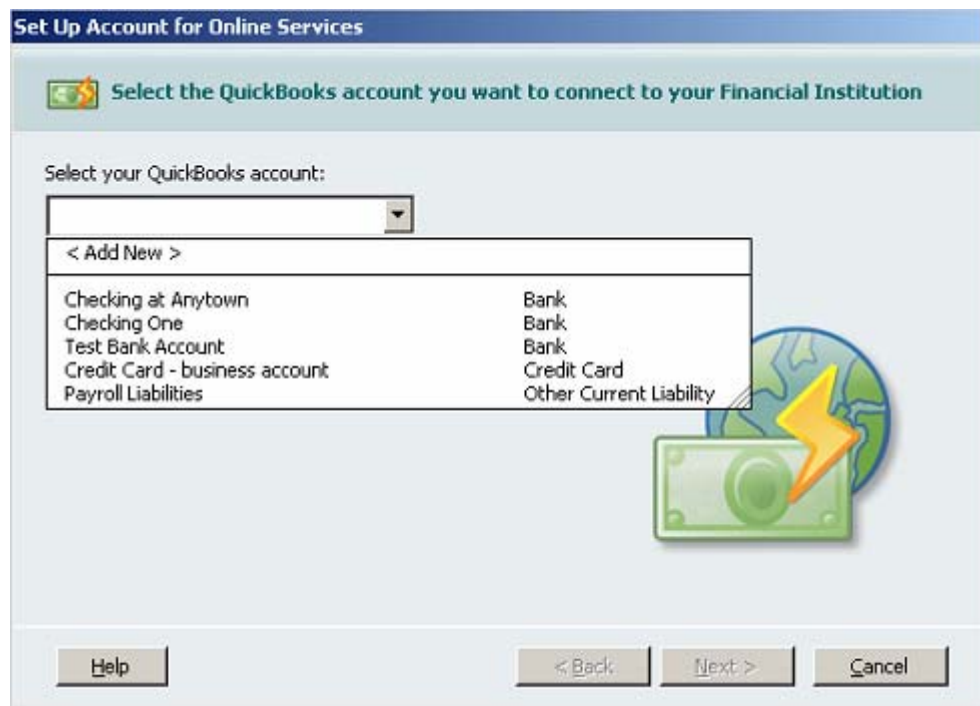 Set Up Account for Online Services
Select the QuickBooks account you want to connect to your Financial Institution
Select your QuickBooks account:
< Add New >
Checking at Anytown Bank
Checking One Bank
Test Bank Account Bank
Credit Card - business account Credit Card
Payroll Liabilities Other Current Liability
Help < Back Next > Cancel